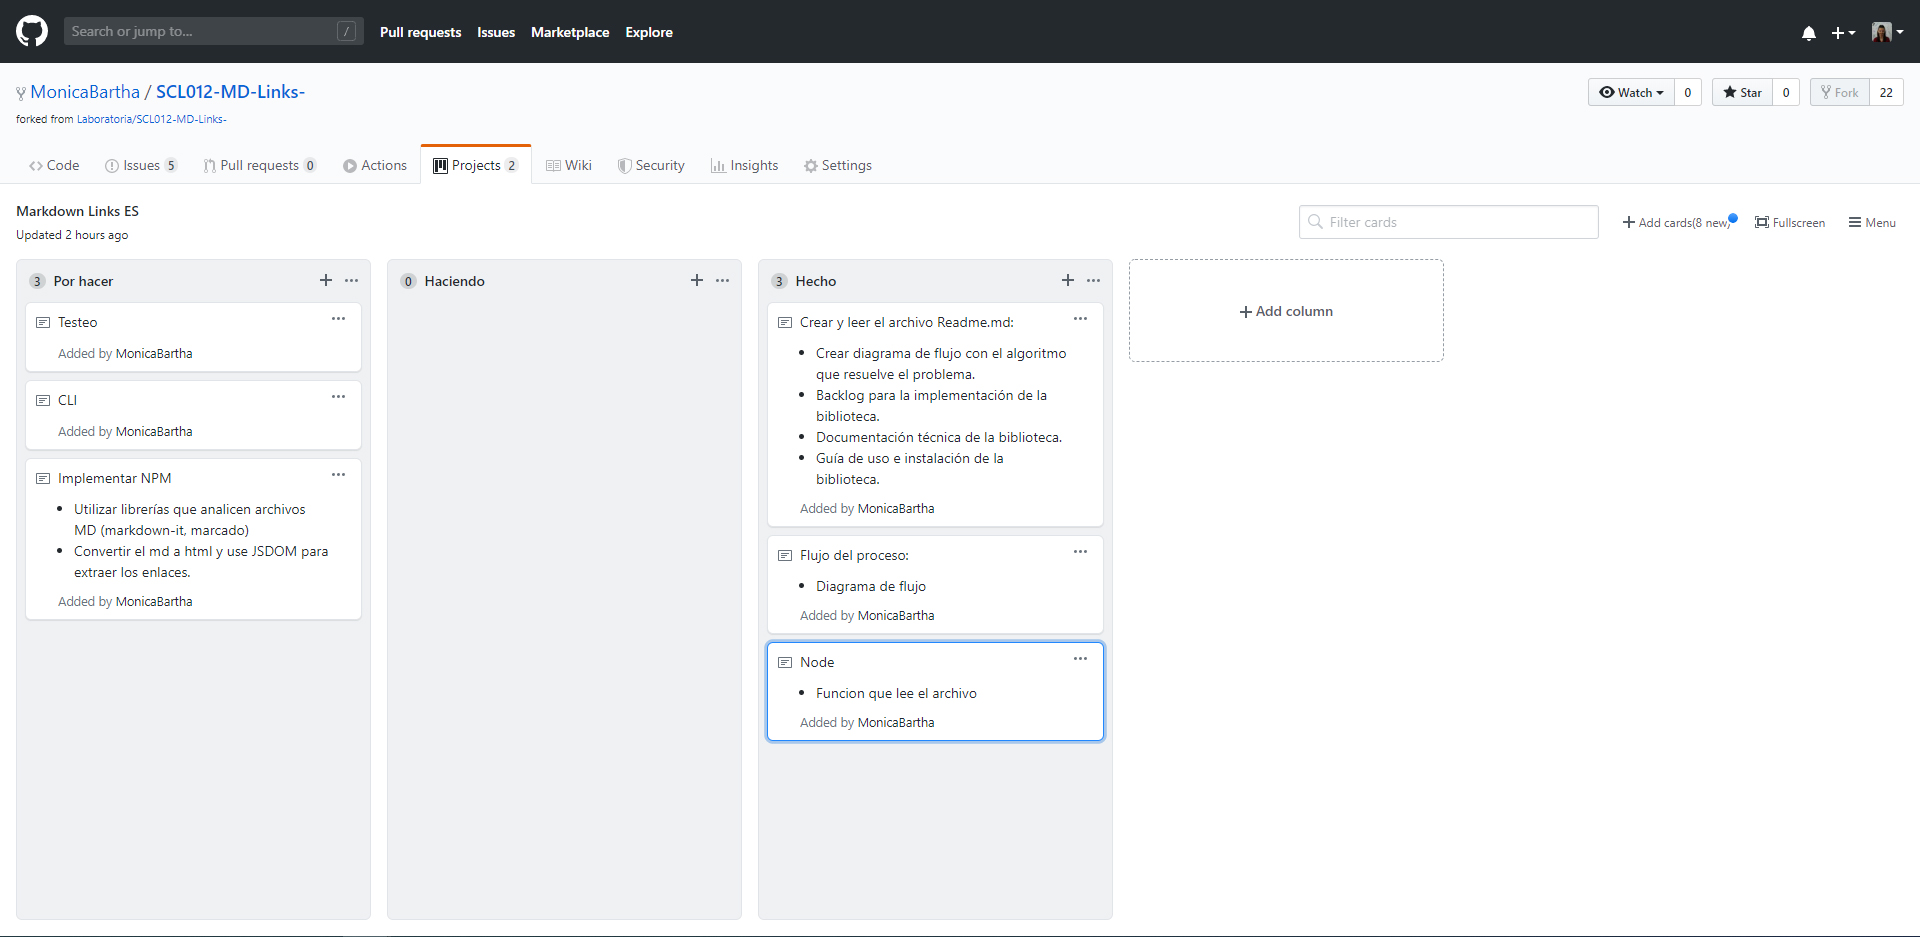 Search or jump to... /
Pull requests Issues Marketplace Explore
MonicaBartha / SCL012-MD-Links-
forked from Laboratoria/SCL012-MD-Links-
Watch 0 Star 0 Fork 22
Code Issues 5 Pull requests 0 Actions Projects 2 Wiki Security Insights Settings
Markdown Links ES
Updated 2 hours ago
Filter cards
Add cards(8 new) Fullscreen Menu
3 Por hacer
Testeo
Added by MonicaBartha
CLI
Added by MonicaBartha
Implementar NPM
Utilizar librerías que analicen archivos
MD (markdown-it, marcado)
Convertir el md a html y use JSDOM para
extraer los enlaces.
Added by MonicaBartha
0 Haciendo
3 Hecho
Crear y leer el archivo Readme.md:
Crear diagrama de flujo con el algoritmo
que resuelve el problema.
Backlog para la implementación de la
biblioteca.
Documentación técnica de la biblioteca.
Guía de uso e instalación de la
biblioteca.
Added by MonicaBartha
Flujo del proceso:
Diagrama de flujo
Added by MonicaBartha
Node
Funcion que lee el archivo
Added by MonicaBartha
Add column